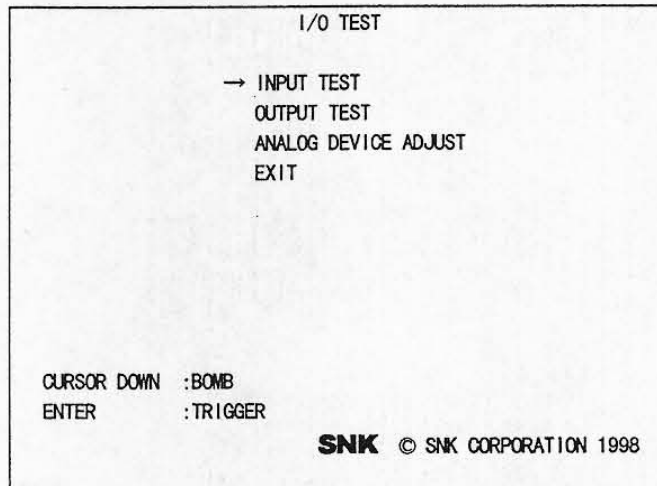 I/O TEST
→ INPUT TEST
OUTPUT TEST
ANALOG DEVICE ADJUST
EXIT
CURSOR DOWN :BOMB
ENTER :TRIGGER
SNK © SNK CORPORATION 1998